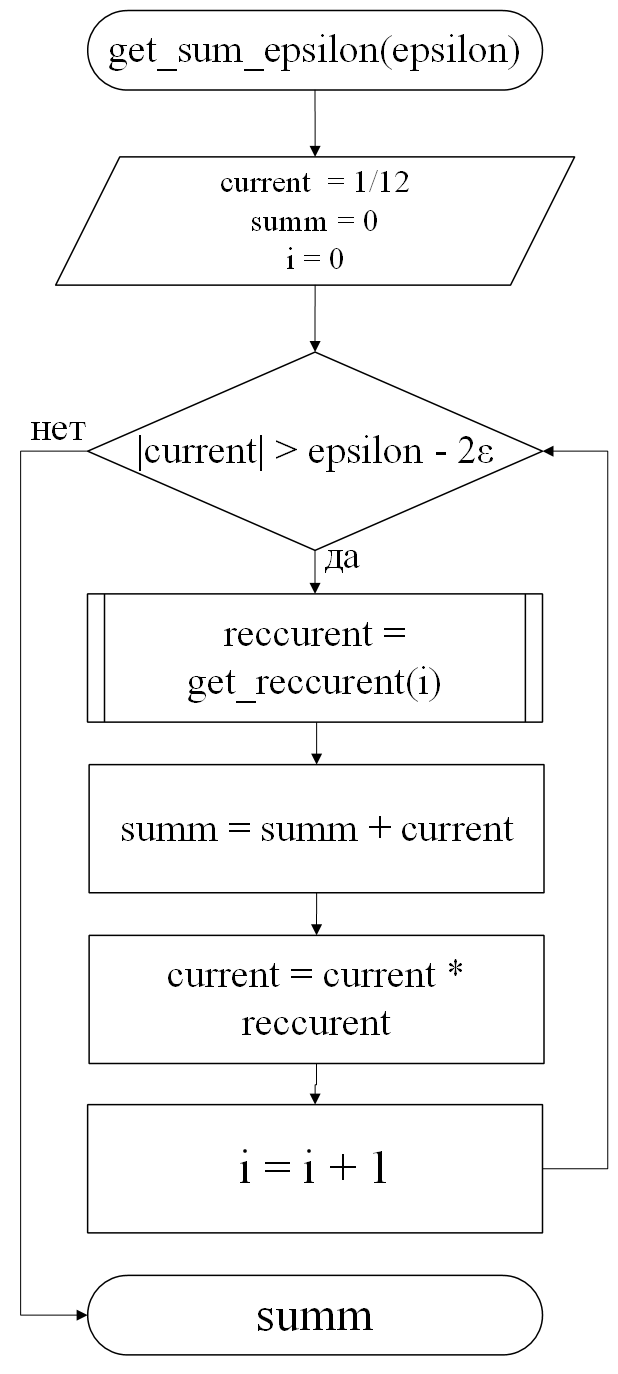 get_sum_epsilon(epsilon)
current = 1/12
summ = 0
i = 0
нет
|current| > epsilon - 2ε
да
reccurent =
get_reccurent(i)
summ = summ + current
current = current *
reccurent
i = i + 1
summ